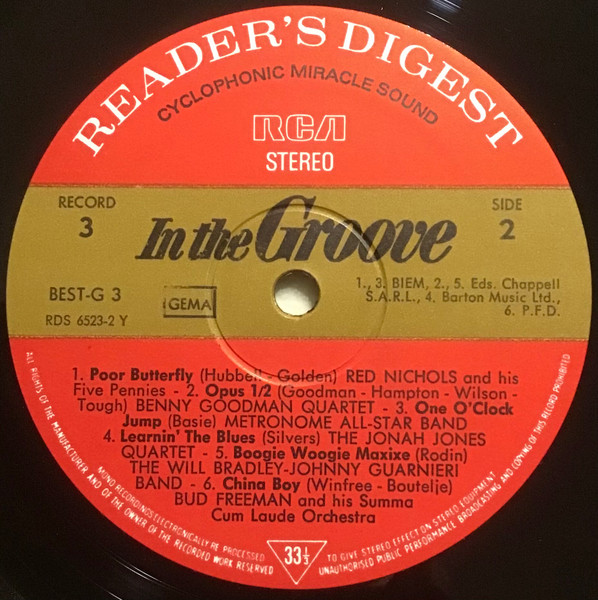 READER'S DIGEST
CYCLOPHONIC MIRACLE SOUND
RCA
STEREO
RECORD
3
In the Groove
SIDE
2
BEST-G 3
RDS 6523-2 Y
GEMA
1., 3. BIEM, 2., 5. Eds. Chappell
S.A.R.L., 4. Barton Music Ltd.,
6. P.F.D.
1. Poor Butterfly (Hubbell - Golden) RED NICHOLS and his
Five Pennies - 2. Opus 1/2 (Goodman - Hampton - Wilson -
Tough) BENNY GOODMAN QUARTET - 3. One O'Clock
Jump (Basie) METRONOME ALL-STAR BAND
4. Learnin' The Blues (Silvers) THE JONAH JONES
QUARTET - 5. Boogie Woogie Maxixe (Rodin)
THE WILL BRADLEY-JOHNNY GUARNIERI
BAND - 6. China Boy (Winfree - Boutelje)
BUD FREEMAN and his Summa
Cum Laude Orchestra
33 1/3
ALL RIGHTS OF THE MANUFACTURER AND OF THE OWNER OF THE RECORDED WORK RESERVED
UNAUTHORISED PUBLIC PERFORMANCE BROADCASTING AND COPYING OF THIS RECORD PROHIBITED
MONO RECORDINGS ELECTRONICALLY RE-PROCESSED
TO GIVE STEREO EFFECT ON STEREO EQUIPMENT